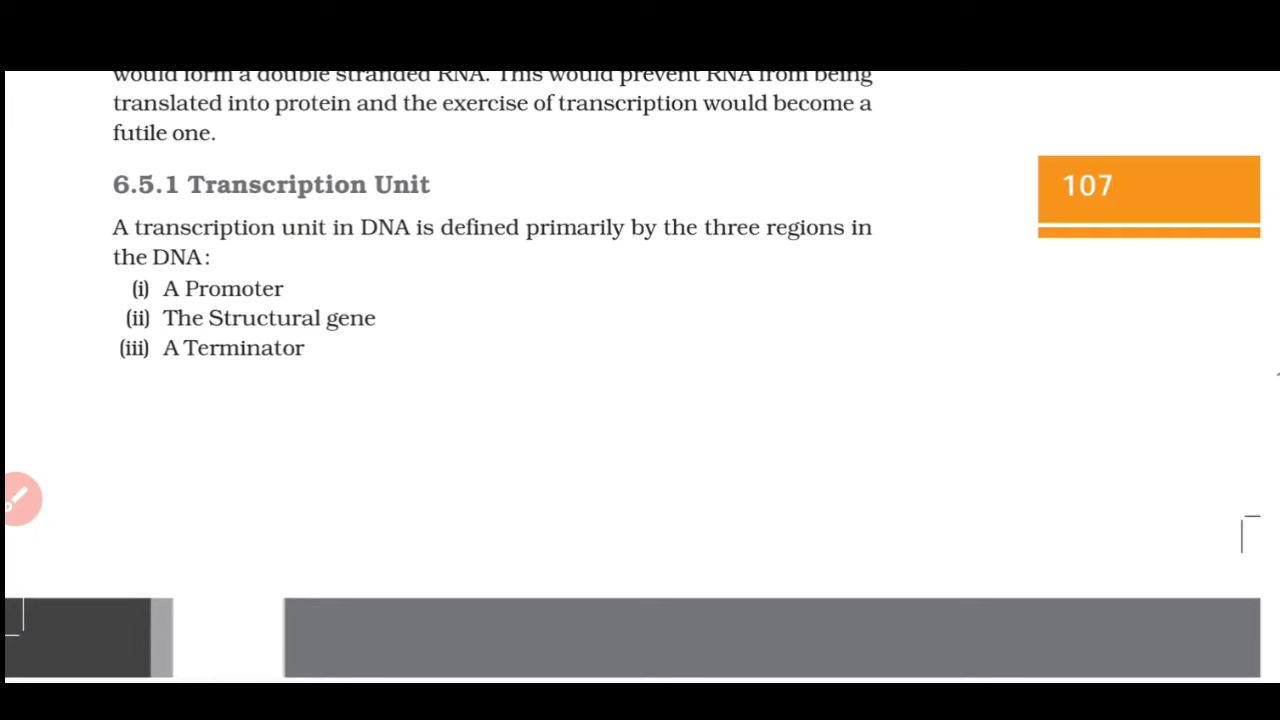 would form a double stranded RNA. This would prevent RNA from being
translated into protein and the exercise of transcription would become a
futile one.
6.5.1 Transcription Unit
107
A transcription unit in DNA is defined primarily by the three regions in
the DNA:
(i) A Promoter
(ii) The Structural gene
(iii) A Terminator